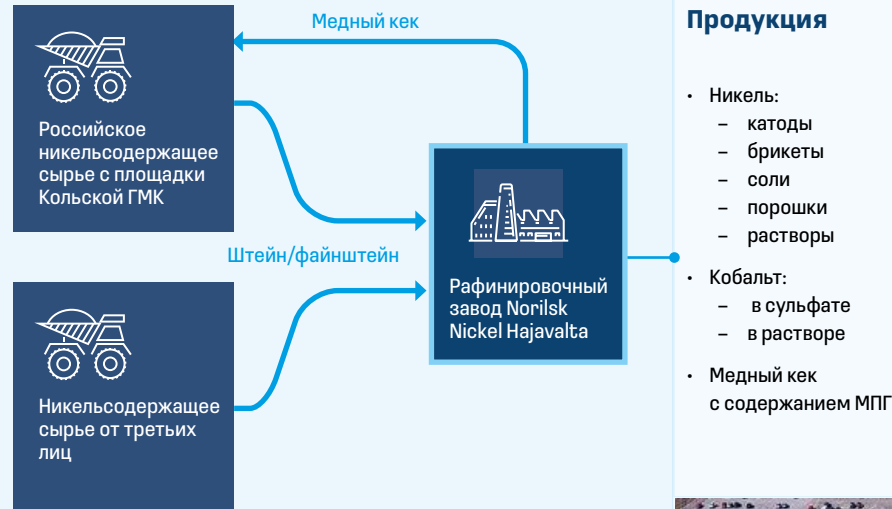 Медный кек
Российское
никельсодержащее
сырье с площадки
Кольской ГМК
Штейн/файнштейн
Никельсодержащее
сырье от третьих
лиц
Рафинировочный
завод Norilsk
Nickel Hajavalta
Продукция
• Никель:
– катоды
– брикеты
– соли
– порошки
– растворы
• Кобальт:
– в сульфате
– в растворе
• Медный кек
с содержанием МПГ